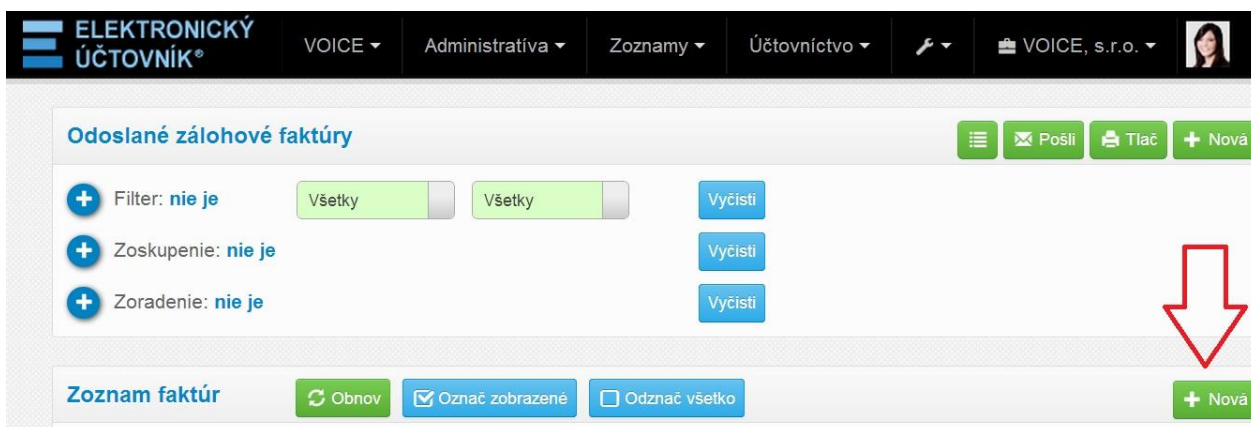 ELEKTRONICKÝ
ÚČTOVNÍK®
VOICE Administratíva Zoznamy Účtovníctvo VOICE, s.r.o.
Odoslané zálohové faktúry Pošli Tlač Nová
Filter: nie je Všetky Všetky Vyčisti
Zoskupenie: nie je Vyčisti
Zoradenie: nie je Vyčisti
Zoznam faktúr Obnov Označ zobrazené Odznač všetko Nová